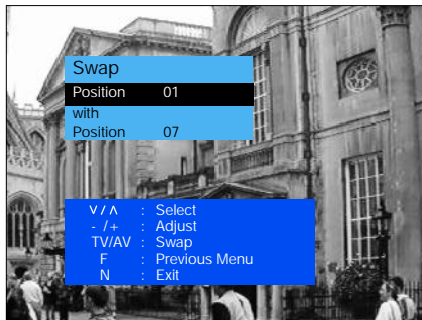 Swap
Position 01
with
Position 07
∨ / ∧ : Select
- / + : Adjust
TV/AV : Swap
F : Previous Menu
N : Exit